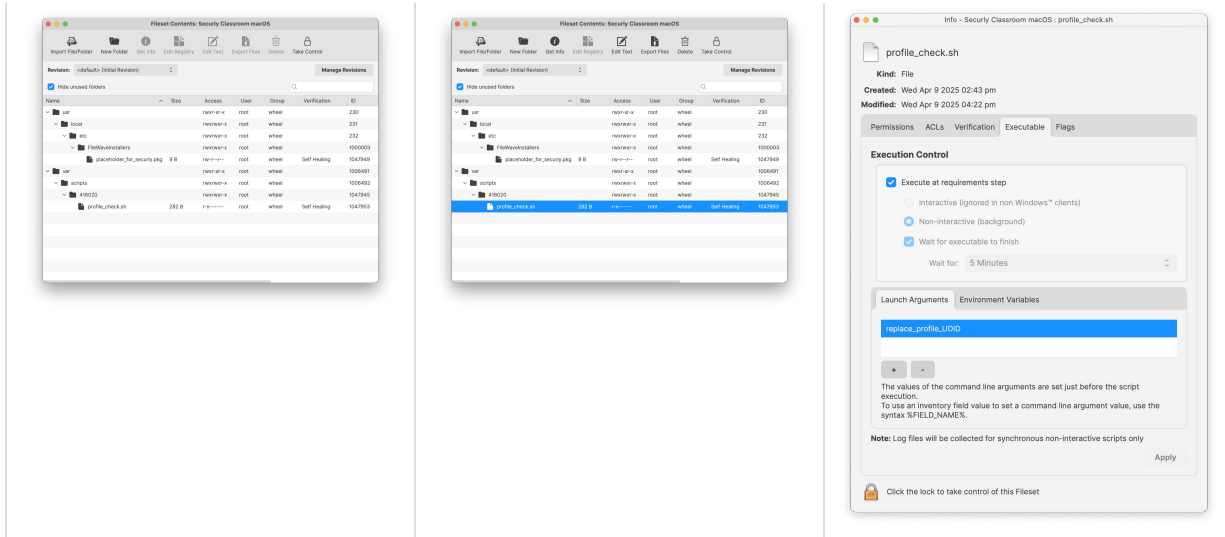 Fileset Contents: Securly Classroom macOS
Import File/Folder New Folder Get Info Edit Registry Edit Text Export Files Delete Take Control
Revision: <default> (Initial Revision) Manage Revisions
Hide unused folders
Name Size Access User Group Verification ID
usr rwxr-xr-x root wheel 230
local rwxrwxr-x root wheel 231
etc rwxrwxr-x root wheel 232
FileWaveInstallers rwxrwxr-x root wheel 1000003
placeholder_for_securly.pkg 9 B rw-r--r-- root wheel Self Healing 1047949
var rwxr-xr-x root wheel 1006491
scripts rwxrwxr-x root wheel 1006492
416020 rwxrwxr-x root wheel 1047945
profile_check.sh 282 B r-x------ root wheel Self Healing 1047953
Fileset Contents: Securly Classroom macOS
Import File/Folder New Folder Get Info Edit Registry Edit Text Export Files Delete Take Control
Revision: <default> (Initial Revision) Manage Revisions
Hide unused folders
Name Size Access User Group Verification ID
usr rwxr-xr-x root wheel 230
local rwxrwxr-x root wheel 231
etc rwxrwxr-x root wheel 232
FileWaveInstallers rwxrwxr-x root wheel 1000003
placeholder_for_securly.pkg 9 B rw-r--r-- root wheel Self Healing 1047949
var rwxr-xr-x root wheel 1006491
scripts rwxrwxr-x root wheel 1006492
416020 rwxrwxr-x root wheel 1047945
profile_check.sh 282 B r-x------ root wheel Self Healing 1047953
Info - Securly Classroom macOS : profile_check.sh
profile_check.sh
Kind: File
Created: Wed Apr 9 2025 02:43 pm
Modified: Wed Apr 9 2025 04:22 pm
Permissions ACLs Verification Executable Flags
Execution Control
Execute at requirements step
Interactive (ignored in non Windows™ clients)
Non-interactive (background)
Wait for executable to finish
Wait for: 5 Minutes
Launch Arguments Environment Variables
replace_profile_UDID
+ -
The values of the command line arguments are set just before the script
execution.
To use an inventory field value to set a command line argument value, use the
syntax %FIELD_NAME%.
Note: Log files will be collected for synchronous non-interactive scripts only
Apply
Click the lock to take control of this Fileset